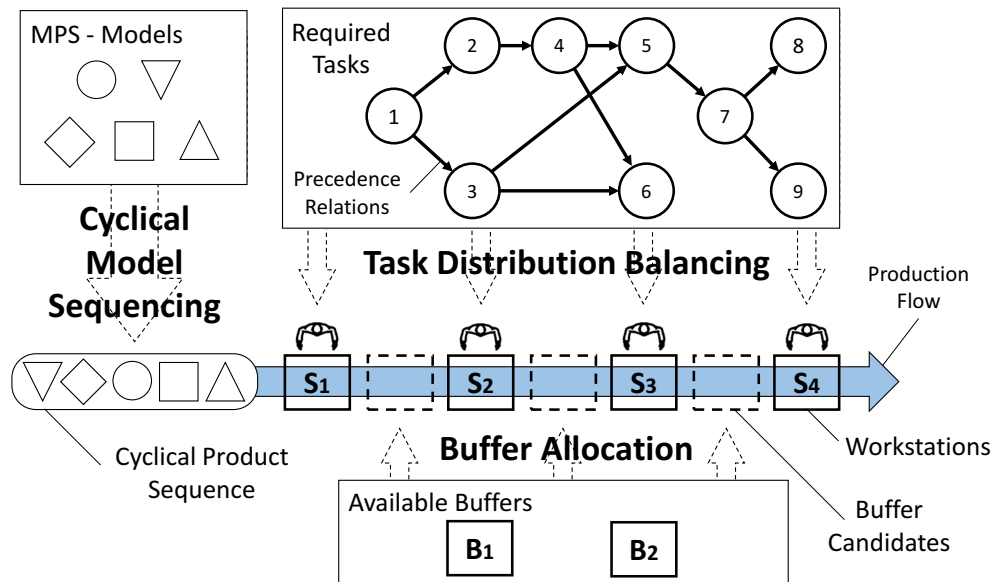 MPS - Models
Required
Tasks
2
4
5
8
1
7
Precedence
Relations
3
6
9
Cyclical
Model
Sequencing
Task Distribution Balancing
Production
Flow
S1
S2
S3
S4
Cyclical Product
Sequence
Buffer Allocation
Workstations
Available Buffers
B1
B2
Buffer
Candidates